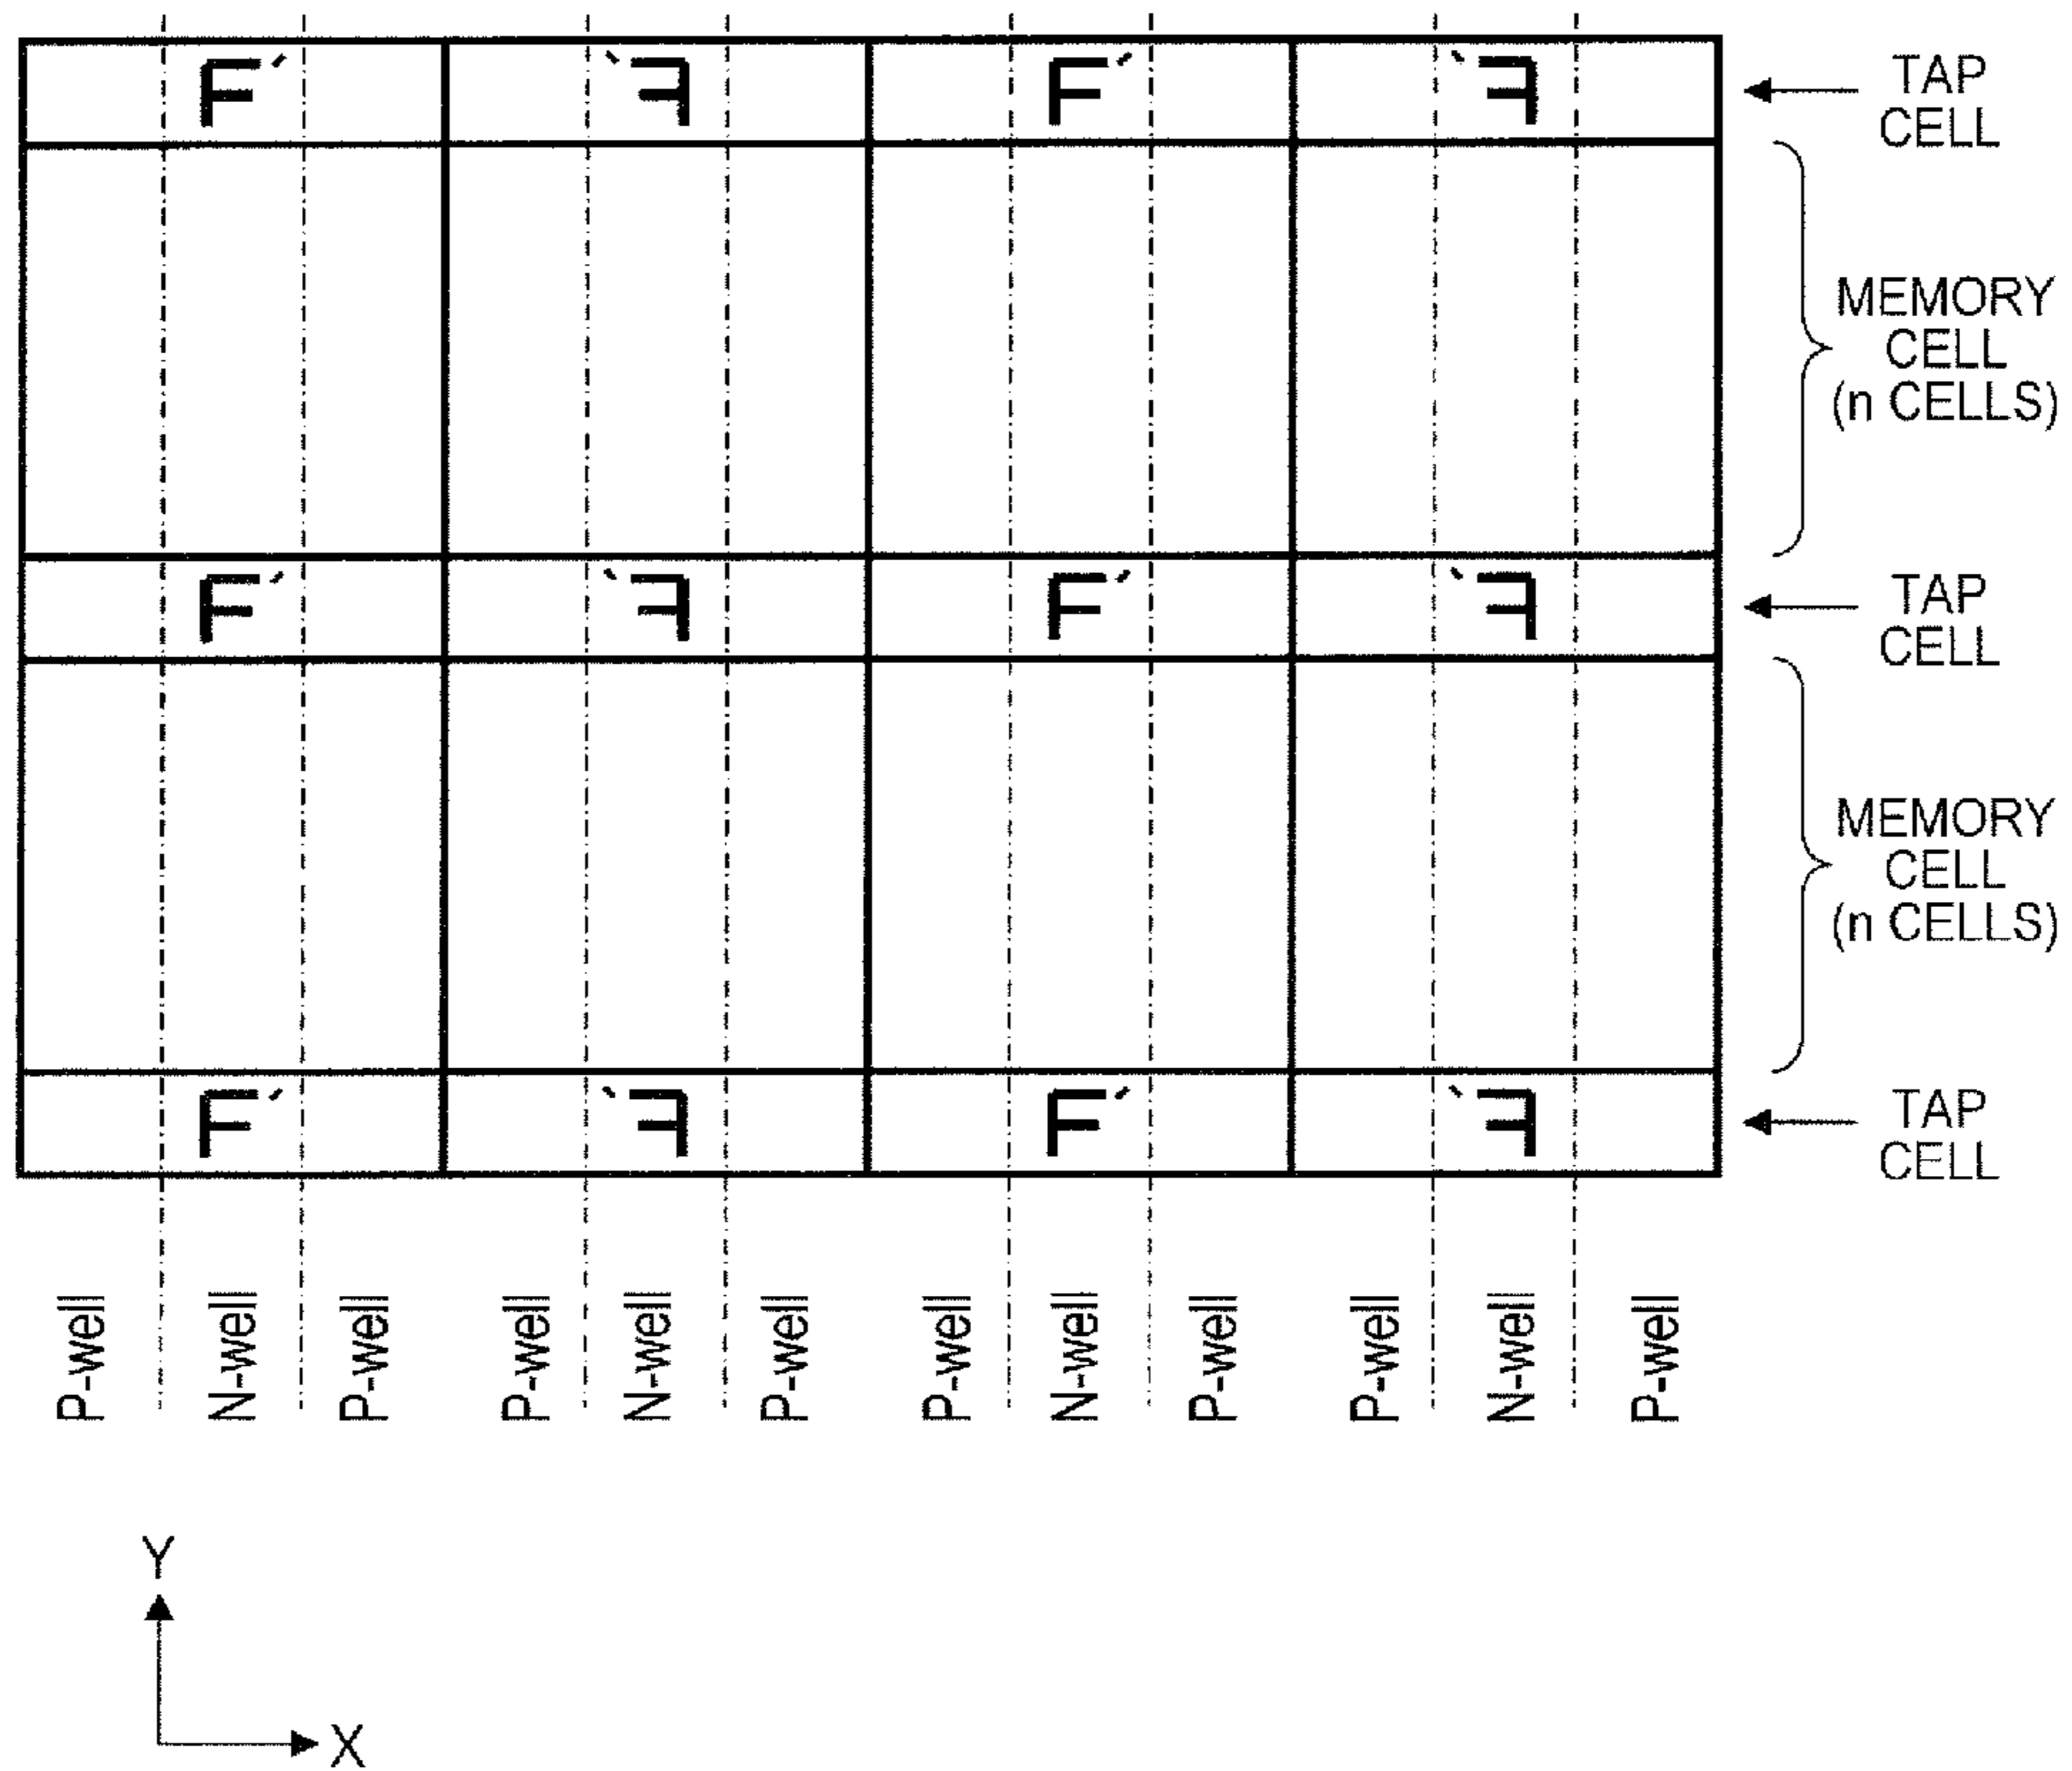 F´ `ꟻ F´ `ꟻ TAP
CELL
MEMORY
CELL
(n CELLS)
F´ `ꟻ F´ `ꟻ TAP
CELL
MEMORY
CELL
(n CELLS)
F´ `ꟻ F´ `ꟻ TAP
CELL
P-well
N-well
P-well
P-well
N-well
P-well
P-well
N-well
P-well
P-well
N-well
P-well
Y
X